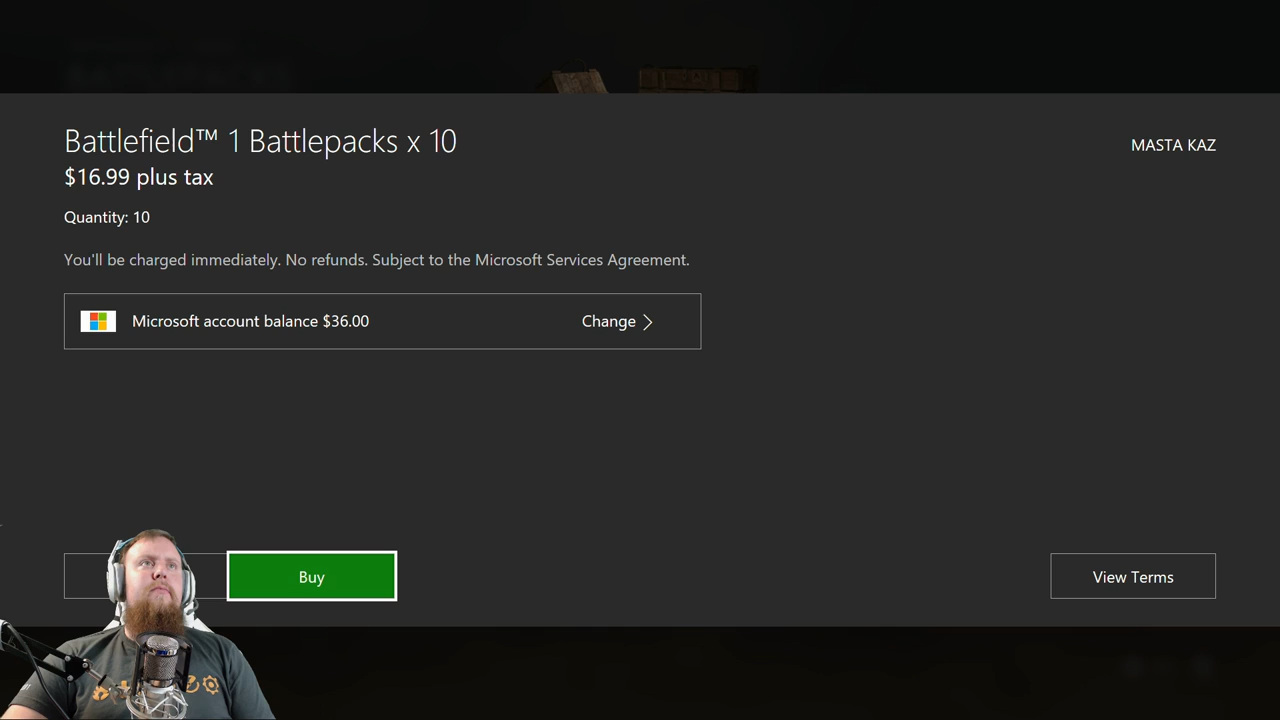 Battlefield™ 1 Battlepacks x 10
MASTA KAZ
$16.99 plus tax
Quantity: 10
You'll be charged immediately. No refunds. Subject to the Microsoft Services Agreement.
Microsoft account balance $36.00
Change
Buy
View Terms